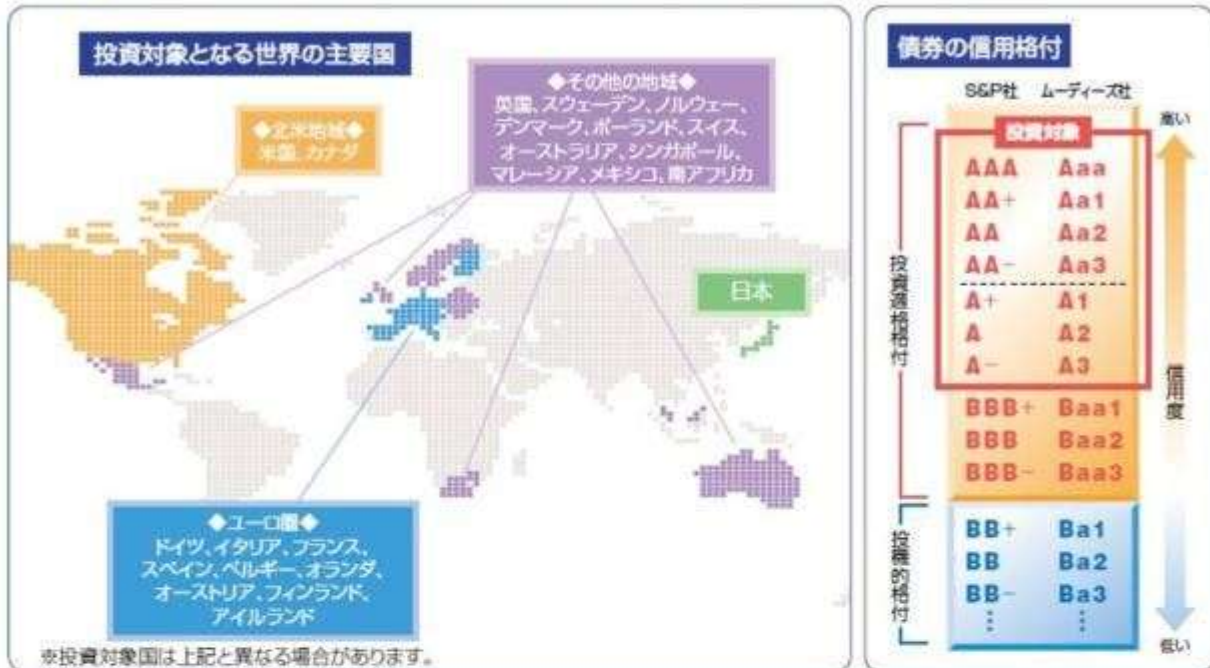 投資対象となる世界の主要国
◆北米地域◆
米国、カナダ
◆その他の地域◆
英国、スウェーデン、ノルウェー、
デンマーク、ポーランド、スイス、
オーストラリア、シンガポール、
マレーシア、メキシコ、南アフリカ
日本
◆ユーロ圏◆
ドイツ、イタリア、フランス、
スペイン、ベルギー、オランダ、
オーストリア、フィンランド、
アイルランド
※投資対象国は上記と異なる場合があります。
債券の信用格付
S&P社 ムーディーズ社
投資対象
高い
AAA Aaa
AA+ Aa1
AA Aa2
AA- Aa3
A+ A1
A A2
A- A3
BBB+ Baa1
BBB Baa2
BBB- Baa3
BB+ Ba1
BB Ba2
BB- Ba3
⋮ ⋮
投資適格格付
投機的格付
信用度
低い